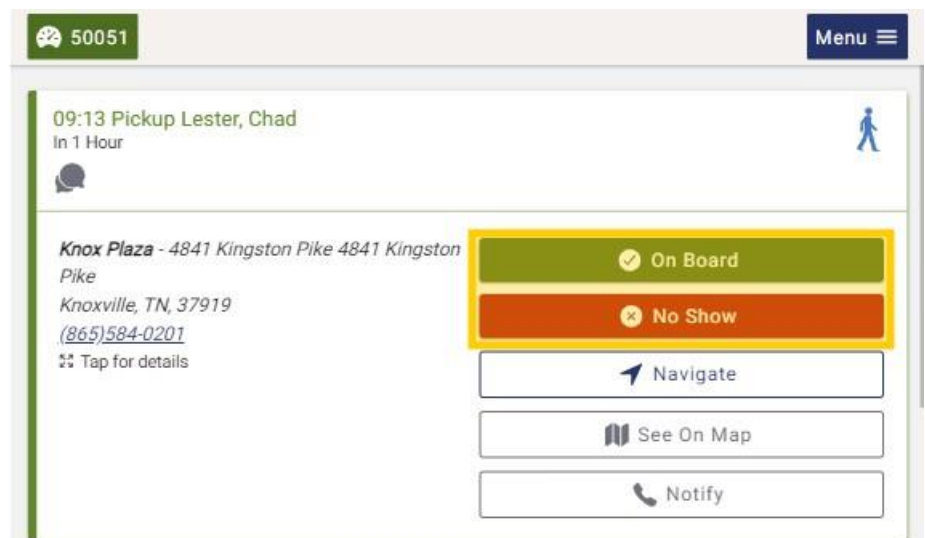 50051
Menu
09:13 Pickup Lester, Chad
In 1 Hour
Knox Plaza - 4841 Kingston Pike 4841 Kingston
Pike
Knoxville, TN, 37919
(865)584-0201
Tap for details
On Board
No Show
Navigate
See On Map
Notify